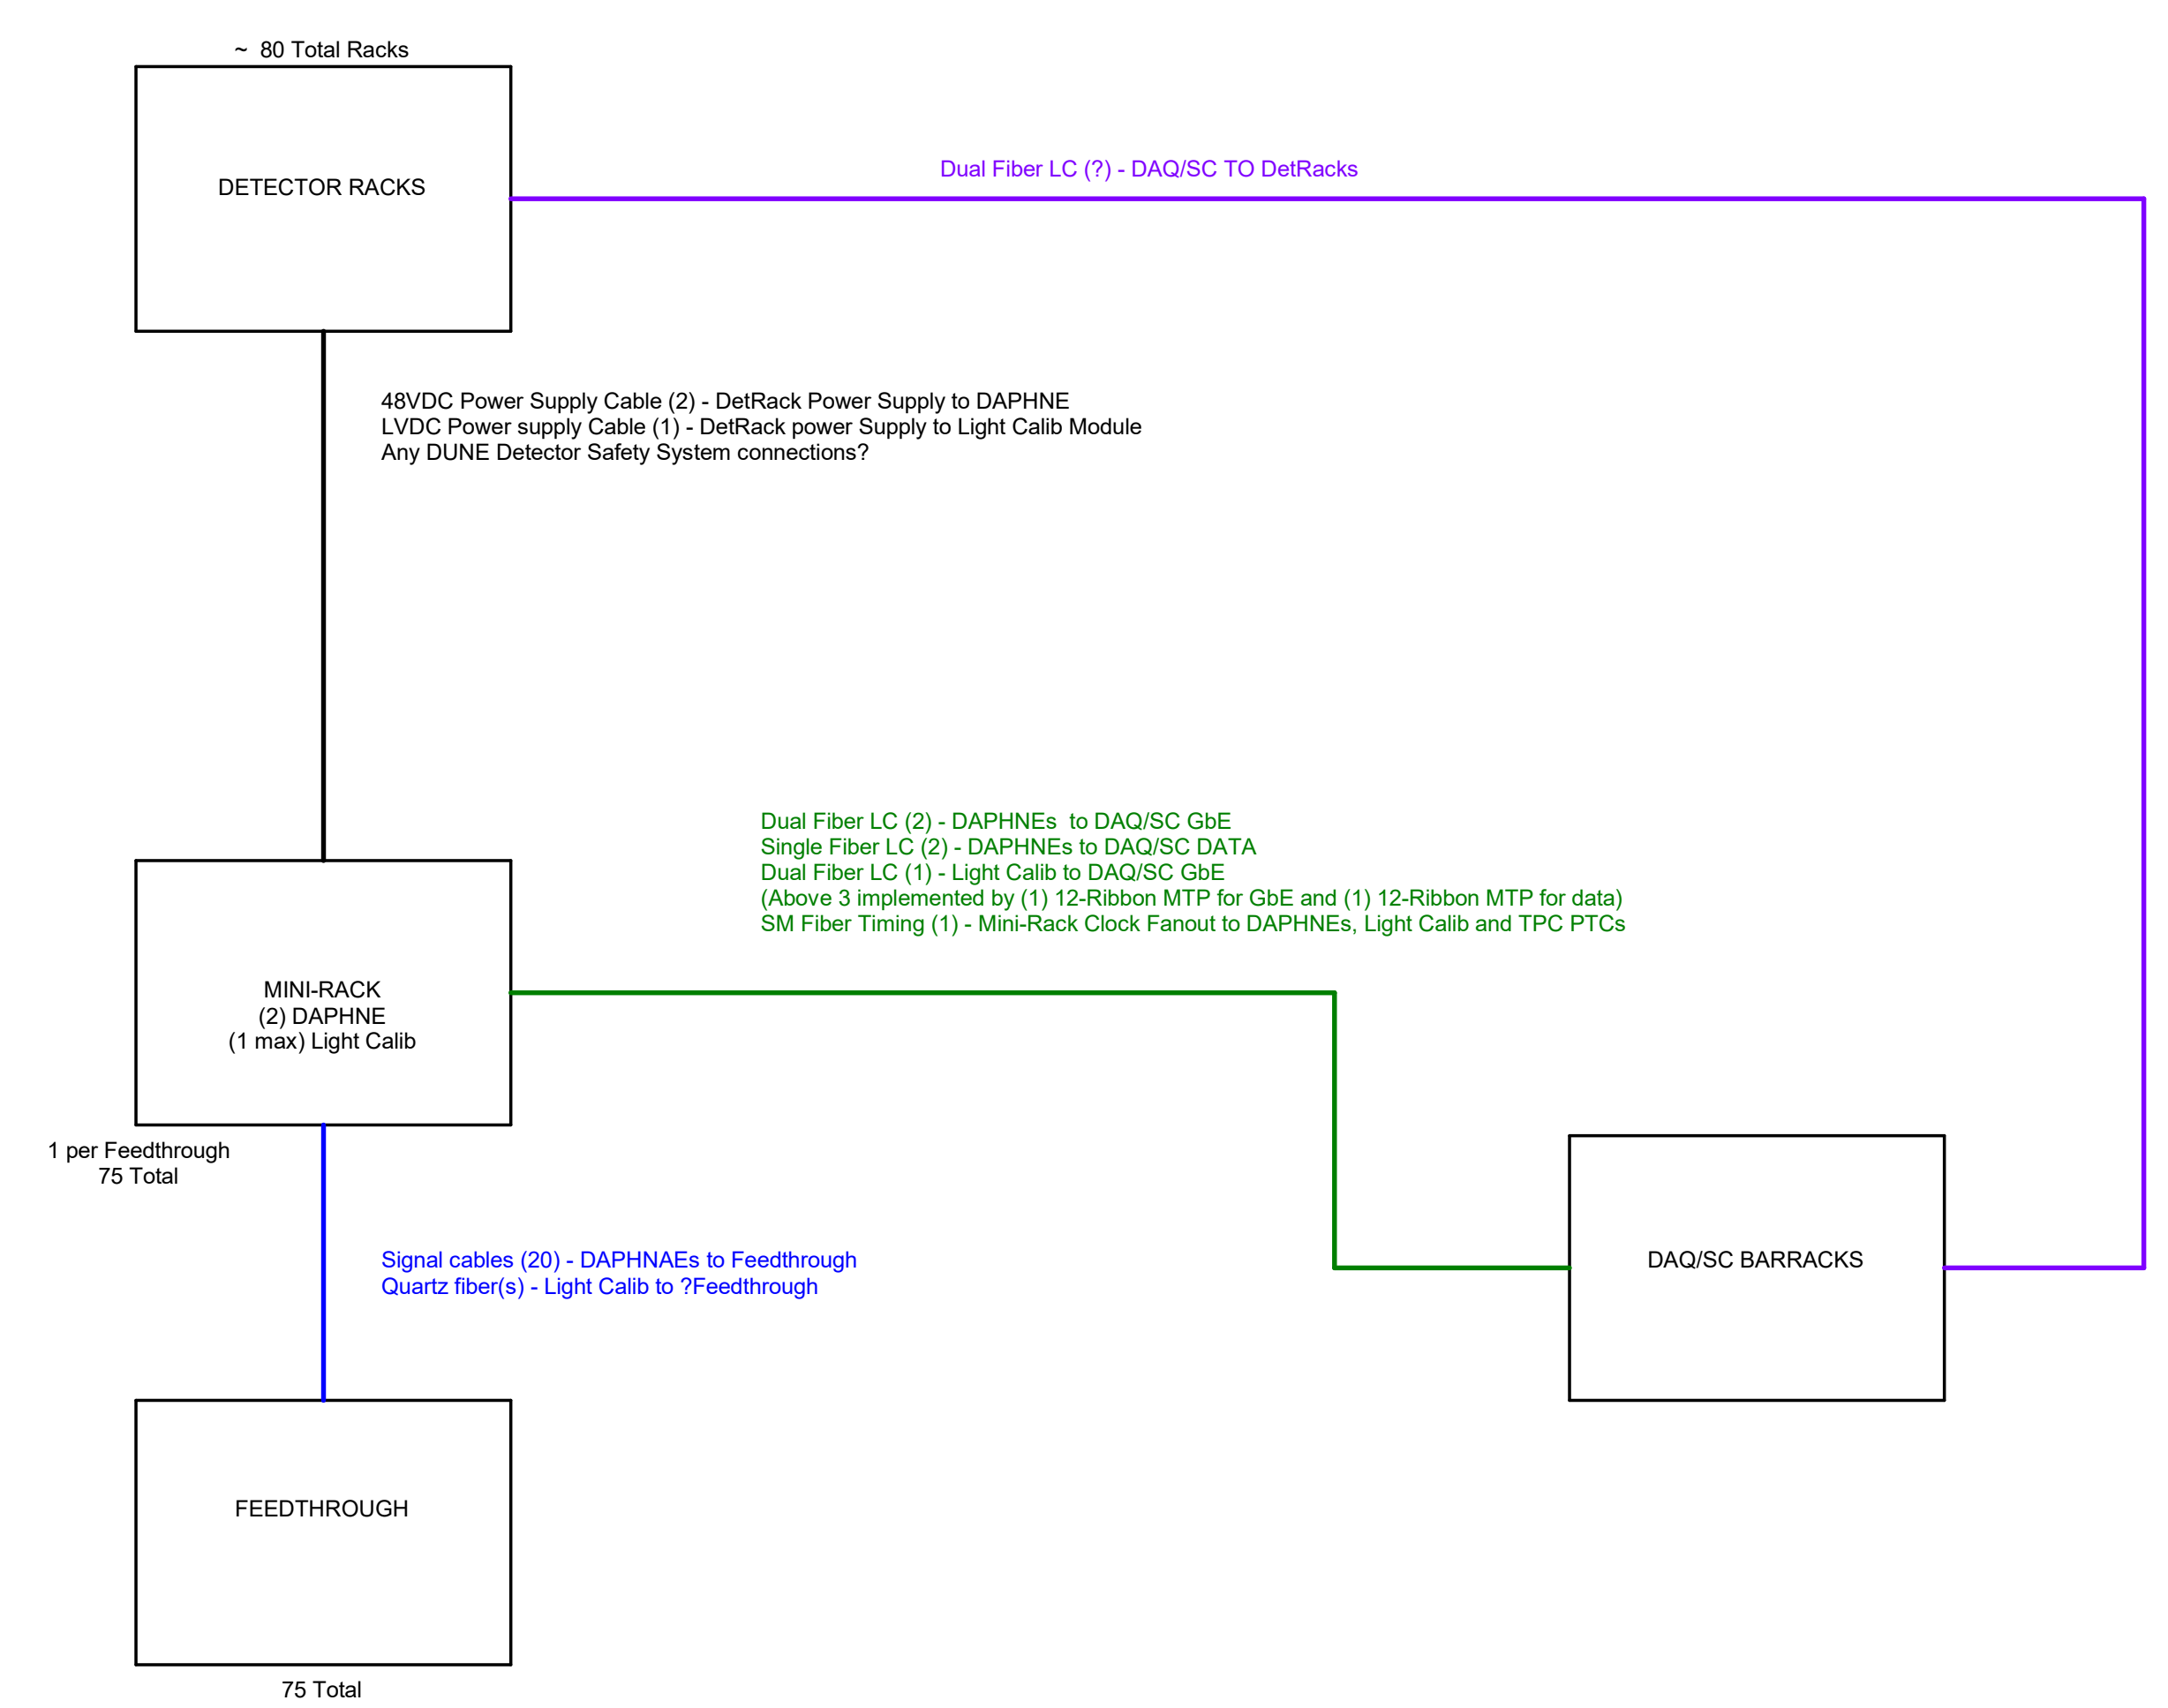 ~  80 Total Racks
DETECTOR RACKS
Dual Fiber LC (?) - DAQ/SC TO DetRacks
48VDC Power Supply Cable (2) - DetRack Power Supply to DAPHNE
LVDC Power supply Cable (1) - DetRack power Supply to Light Calib Module
Any DUNE Detector Safety System connections?
Dual Fiber LC (2) - DAPHNEs  to DAQ/SC GbE
Single Fiber LC (2) - DAPHNEs to DAQ/SC DATA
Dual Fiber LC (1) - Light Calib to DAQ/SC GbE
(Above 3 implemented by (1) 12-Ribbon MTP for GbE and (1) 12-Ribbon MTP for data)
SM Fiber Timing (1) - Mini-Rack Clock Fanout to DAPHNEs, Light Calib and TPC PTCs
MINI-RACK
(2) DAPHNE
(1 max) Light Calib
1 per Feedthrough
75 Total
Signal cables (20) - DAPHNAEs to Feedthrough
Quartz fiber(s) - Light Calib to ?Feedthrough
DAQ/SC BARRACKS
FEEDTHROUGH
75 Total